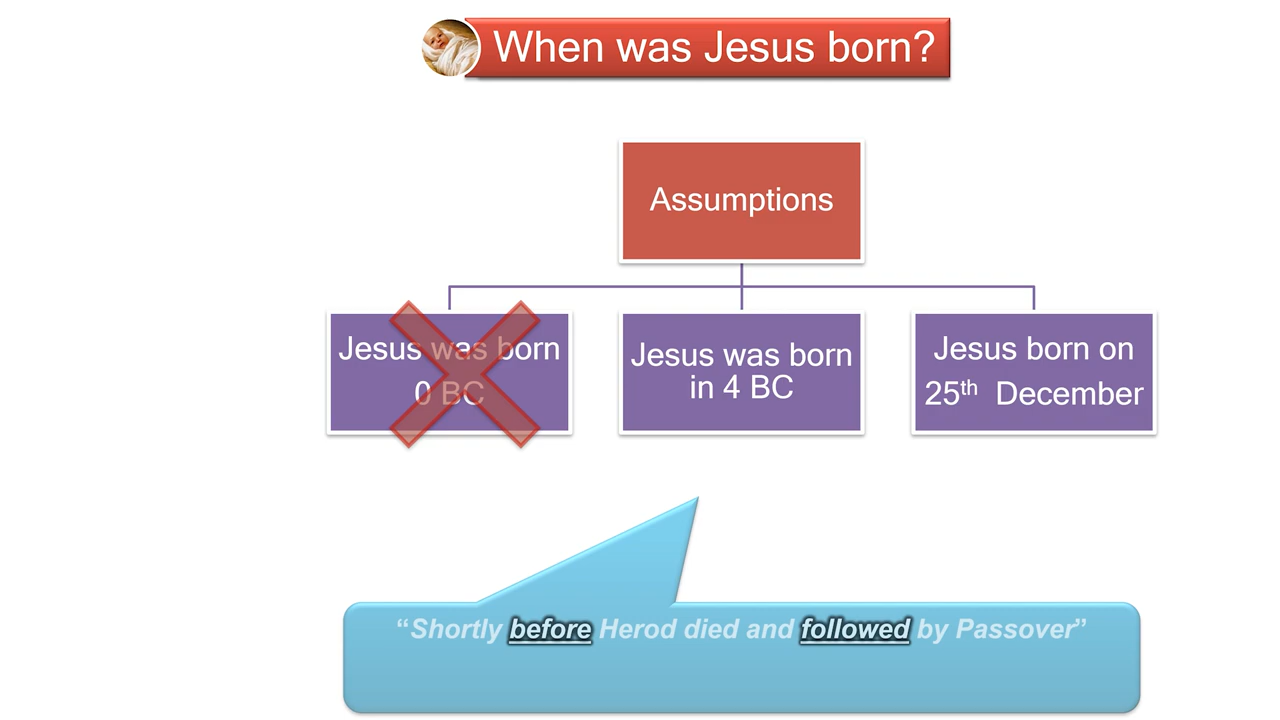 When was Jesus born?
Assumptions
Jesus was born
0 BC
Jesus was born
in 4 BC
Jesus born on
25th December
“Shortly before Herod died and followed by Passover”